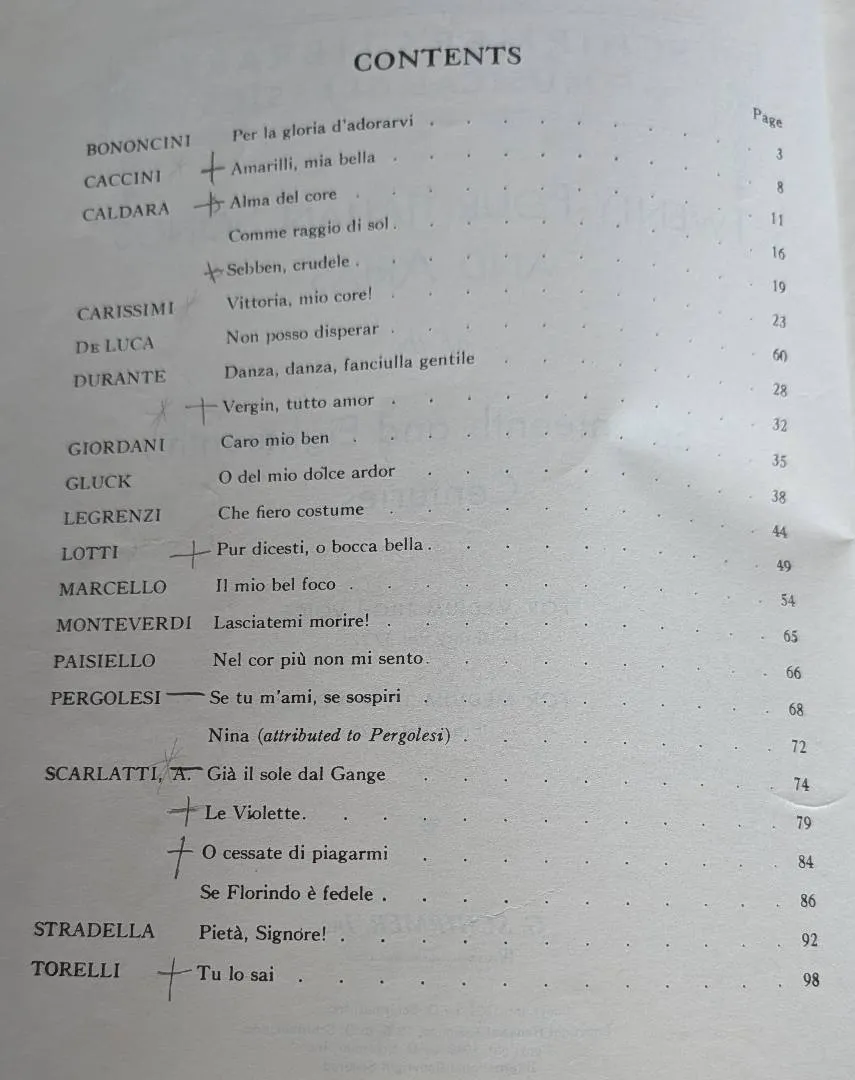 CONTENTS
Page
BONONCINI Per la gloria d'adorarvi . . . . . . . 3
CACCINI + Amarilli, mia bella . . . . . . . 8
CALDARA + Alma del core . . . . . . . 11
Comme raggio di sol . . . . . . . 16
+ Sebben, crudele . . . . . . . 19
CARISSIMI Vittoria, mio core! . . . . . . . 23
DE LUCA Non posso disperar . . . . . . . 60
DURANTE Danza, danza, fanciulla gentile . . . . . . 28
+ Vergin, tutto amor . . . . . . . 32
GIORDANI Caro mio ben . . . . . . . 35
GLUCK O del mio dolce ardor . . . . . . . 38
LEGRENZI Che fiero costume . . . . . . . 44
LOTTI + Pur dicesti, o bocca bella . . . . . . . 49
MARCELLO Il mio bel foco . . . . . . . 54
MONTEVERDI Lasciatemi morire! . . . . . . . 65
PAISIELLO Nel cor più non mi sento . . . . . . . 66
PERGOLESI — Se tu m'ami, se sospiri . . . . . . . 68
Nina (attributed to Pergolesi) . . . . . . 72
SCARLATTI, A. Già il sole dal Gange . . . . . . . 74
+ Le Violette . . . . . . . 79
+ O cessate di piagarmi . . . . . . . 84
Se Florindo è fedele . . . . . . . 86
STRADELLA Pietà, Signore! . . . . . . . 92
TORELLI + Tu lo sai . . . . . . . 98